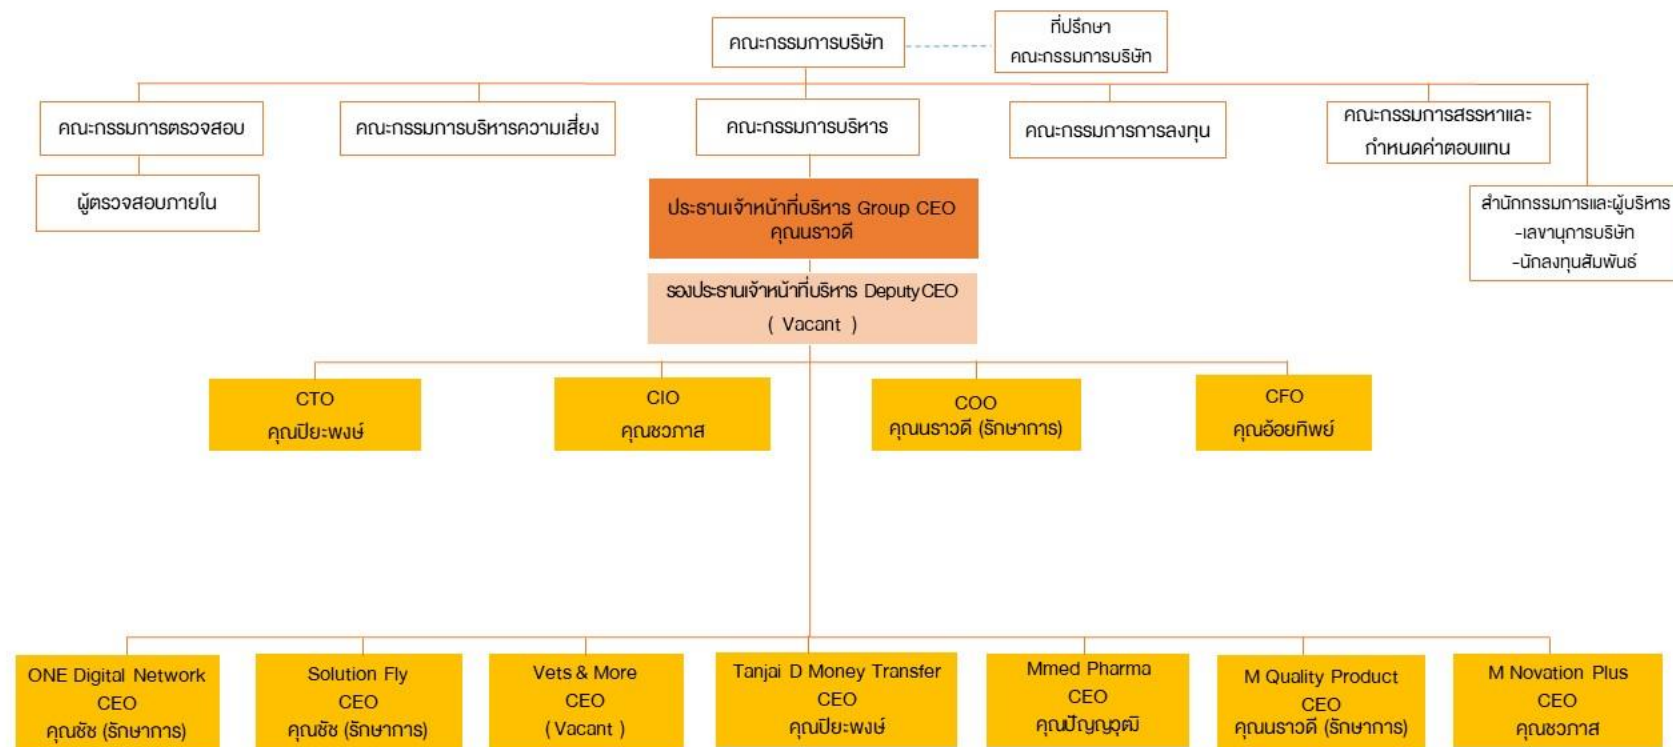 คณะกรรมการบริษัท
ที่ปรึกษา
คณะกรรมการบริษัท
คณะกรรมการตรวจสอบ
คณะกรรมการบริหารความเสี่ยง
คณะกรรมการบริหาร
คณะกรรมการการลงทุน
คณะกรรมการสรรหาและ
กำหนดค่าตอบแทน
ผู้ตรวจสอบภายใน
สำนักกรรมการและผู้บริหาร
-เลขานุการบริษัท
-นักลงทุนสัมพันธ์
ประธานเจ้าหน้าที่บริหาร Group CEO
คุณนราวดี
รองประธานเจ้าหน้าที่บริหาร Deputy CEO
( Vacant )
CTO
คุณปิยะพงษ์
CIO
คุณชวภาส
COO
คุณนราวดี (รักษาการ)
CFO
คุณอ้อยทิพย์
ONE Digital Network
CEO
คุณชัช (รักษาการ)
Solution Fly
CEO
คุณชัช (รักษาการ)
Vets & More
CEO
( Vacant )
Tanjai D Money Transfer
CEO
คุณปิยะพงษ์
Mmed Pharma
CEO
คุณปัญญวุฒิ
M Quality Product
CEO
คุณนราวดี (รักษาการ)
M Novation Plus
CEO
คุณชวภาส